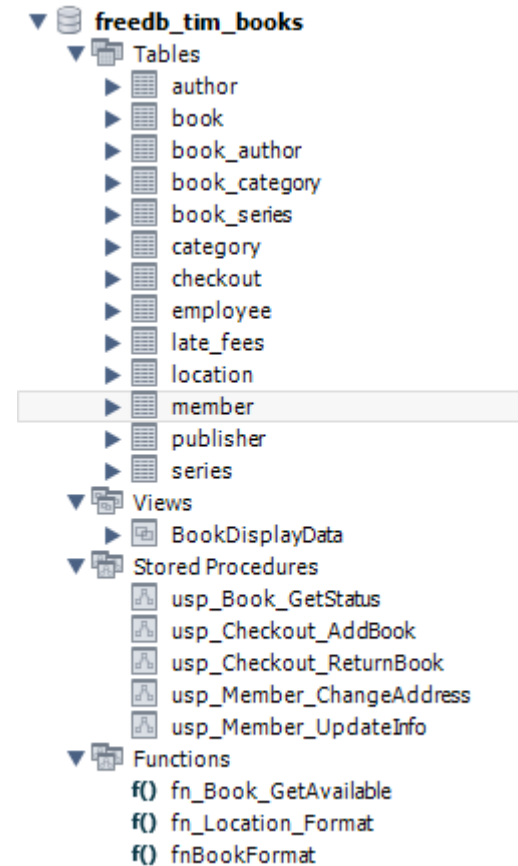 freedb_tim_books
Tables
author
book
book_author
book_category
book_series
category
checkout
employee
late_fees
location
member
publisher
series
Views
BookDisplayData
Stored Procedures
usp_Book_GetStatus
usp_Checkout_AddBook
usp_Checkout_ReturnBook
usp_Member_ChangeAddress
usp_Member_UpdateInfo
Functions
f() fn_Book_GetAvailable
f() fn_Location_Format
f() fnBookFormat